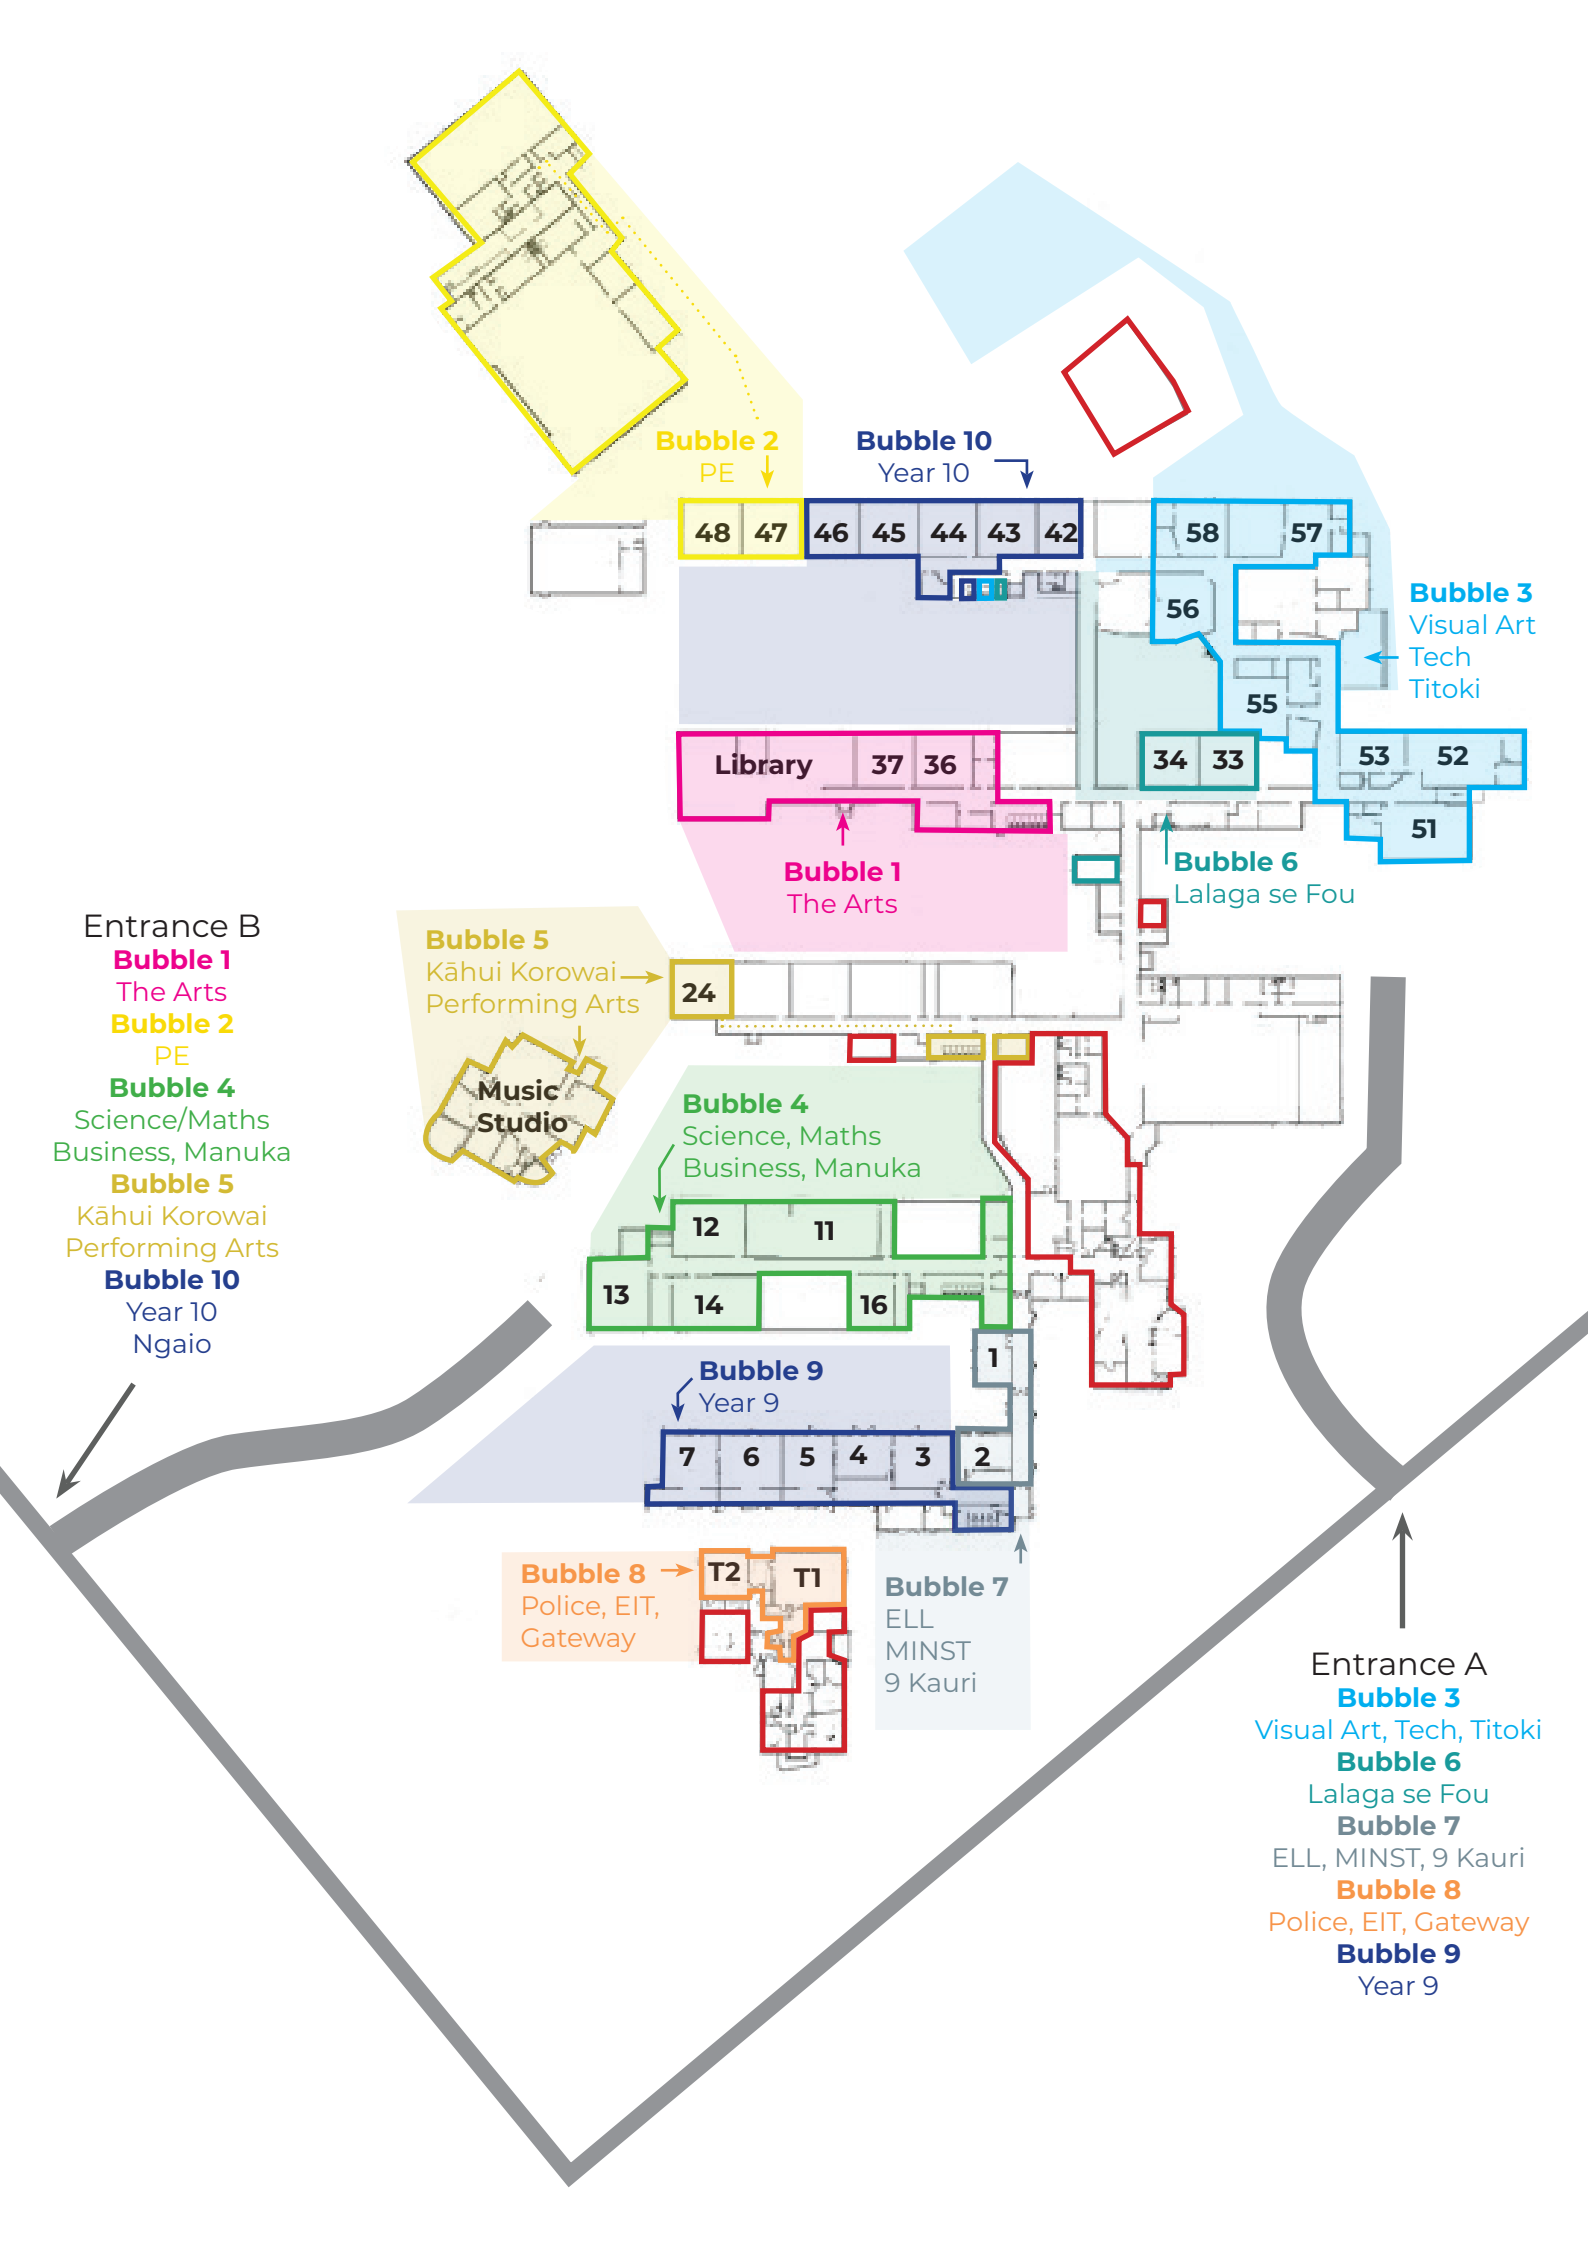 Bubble 2
PE
Bubble 10
Year 10
48
47
46
45
44
43
42
58
57
56
Bubble 3
Visual Art
Tech
Titoki
55
Library
37
36
34
33
53
52
51
Bubble 1
The Arts
Bubble 6
Lalaga se Fou
Entrance B
Bubble 1
The Arts
Bubble 2
PE
Bubble 4
Science/Maths
Business, Manuka
Bubble 5
Kāhui Korowai
Performing Arts
Bubble 10
Year 10
Ngaio
Bubble 5
Kāhui Korowai
Performing Arts
24
Music
Studio
Bubble 4
Science, Maths
Business, Manuka
12
11
13
14
16
1
Bubble 9
Year 9
7
6
5
4
3
2
Bubble 8
Police, EIT,
Gateway
T2
T1
Bubble 7
ELL
MINST
9 Kauri
Entrance A
Bubble 3
Visual Art, Tech, Titoki
Bubble 6
Lalaga se Fou
Bubble 7
ELL, MINST, 9 Kauri
Bubble 8
Police, EIT, Gateway
Bubble 9
Year 9